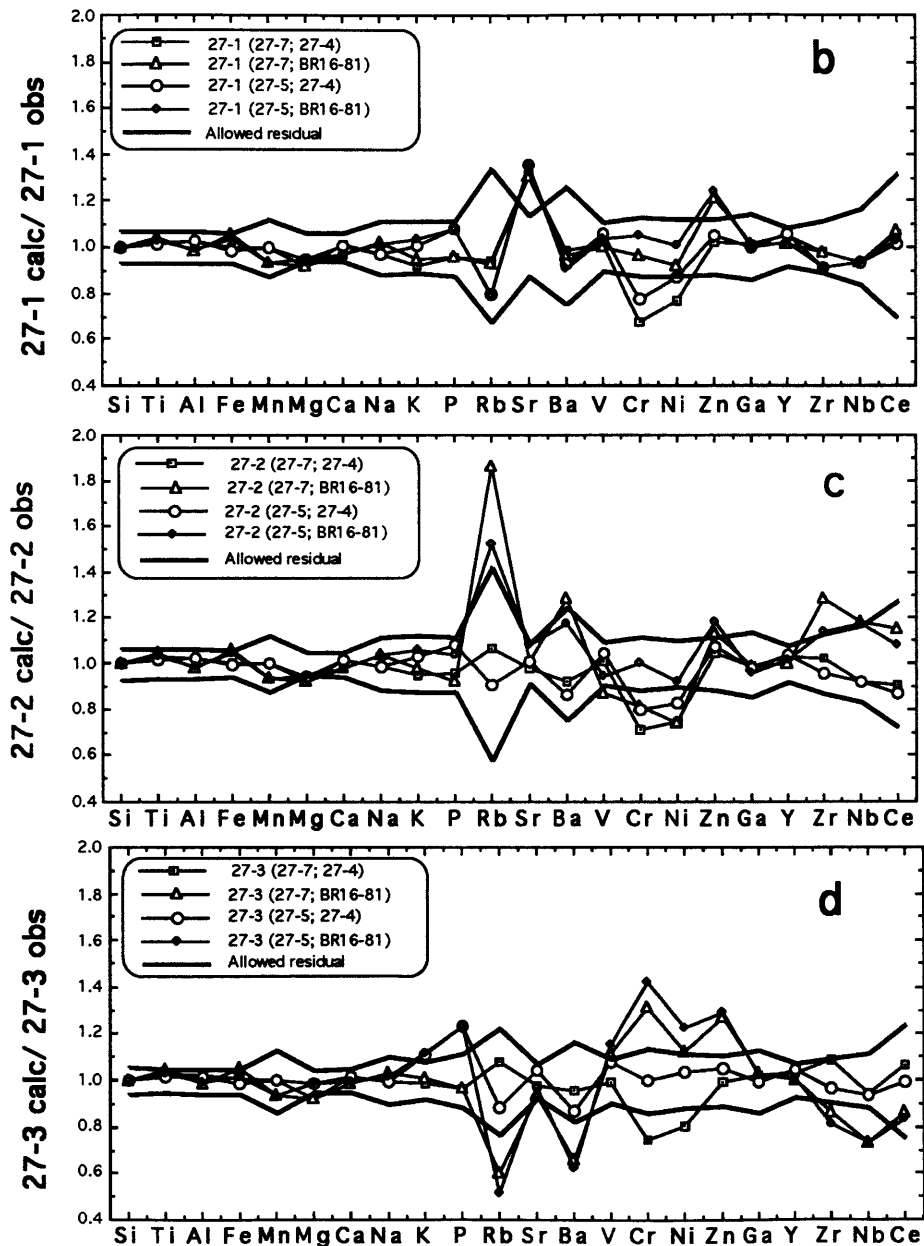 2.0
b
27-1 (27-7; 27-4)
27-1 (27-7; BR16-81)
27-1 (27-5; 27-4)
27-1 (27-5; BR16-81)
Allowed residual
1.8
1.6
1.4
1.2
1.0
0.8
0.6
0.4
27-1 calc/ 27-1 obs
Si Ti Al Fe Mn Mg Ca Na K P Rb Sr Ba V Cr Ni Zn Ga Y Zr Nb Ce
2.0
c
27-2 (27-7; 27-4)
27-2 (27-7; BR16-81)
27-2 (27-5; 27-4)
27-2 (27-5; BR16-81)
Allowed residual
1.8
1.6
1.4
1.2
1.0
0.8
0.6
0.4
27-2 calc/ 27-2 obs
Si Ti Al Fe Mn Mg Ca Na K P Rb Sr Ba V Cr Ni Zn Ga Y Zr Nb Ce
2.0
d
27-3 (27-7; 27-4)
27-3 (27-7; BR16-81)
27-3 (27-5; 27-4)
27-3 (27-5; BR16-81)
Allowed residual
1.8
1.6
1.4
1.2
1.0
0.8
0.6
0.4
27-3 calc/ 27-3 obs
Si Ti Al Fe Mn Mg Ca Na K P Rb Sr Ba V Cr Ni Zn Ga Y Zr Nb Ce